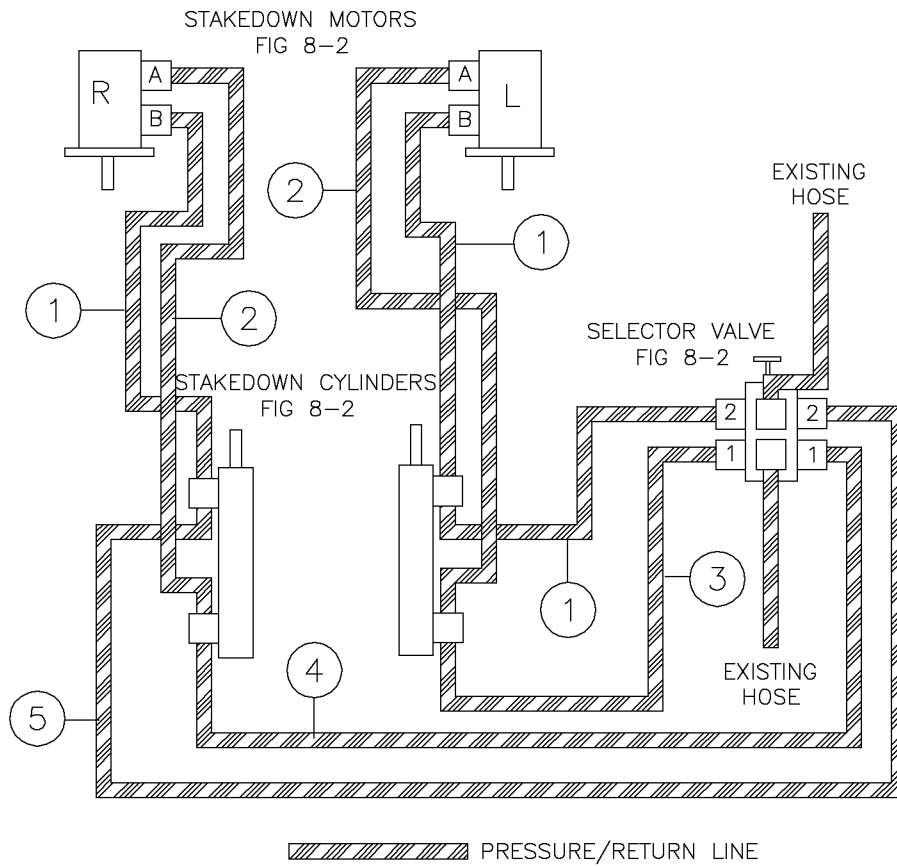 STAKEDOWN MOTORS
FIG 8-2
R
A
B
A
B
L
2
1
EXISTING
HOSE
1
2
SELECTOR VALVE
FIG 8-2
STAKEDOWN CYLINDERS
FIG 8-2
2
2
1
1
1
3
EXISTING
HOSE
4
5
PRESSURE/RETURN LINE